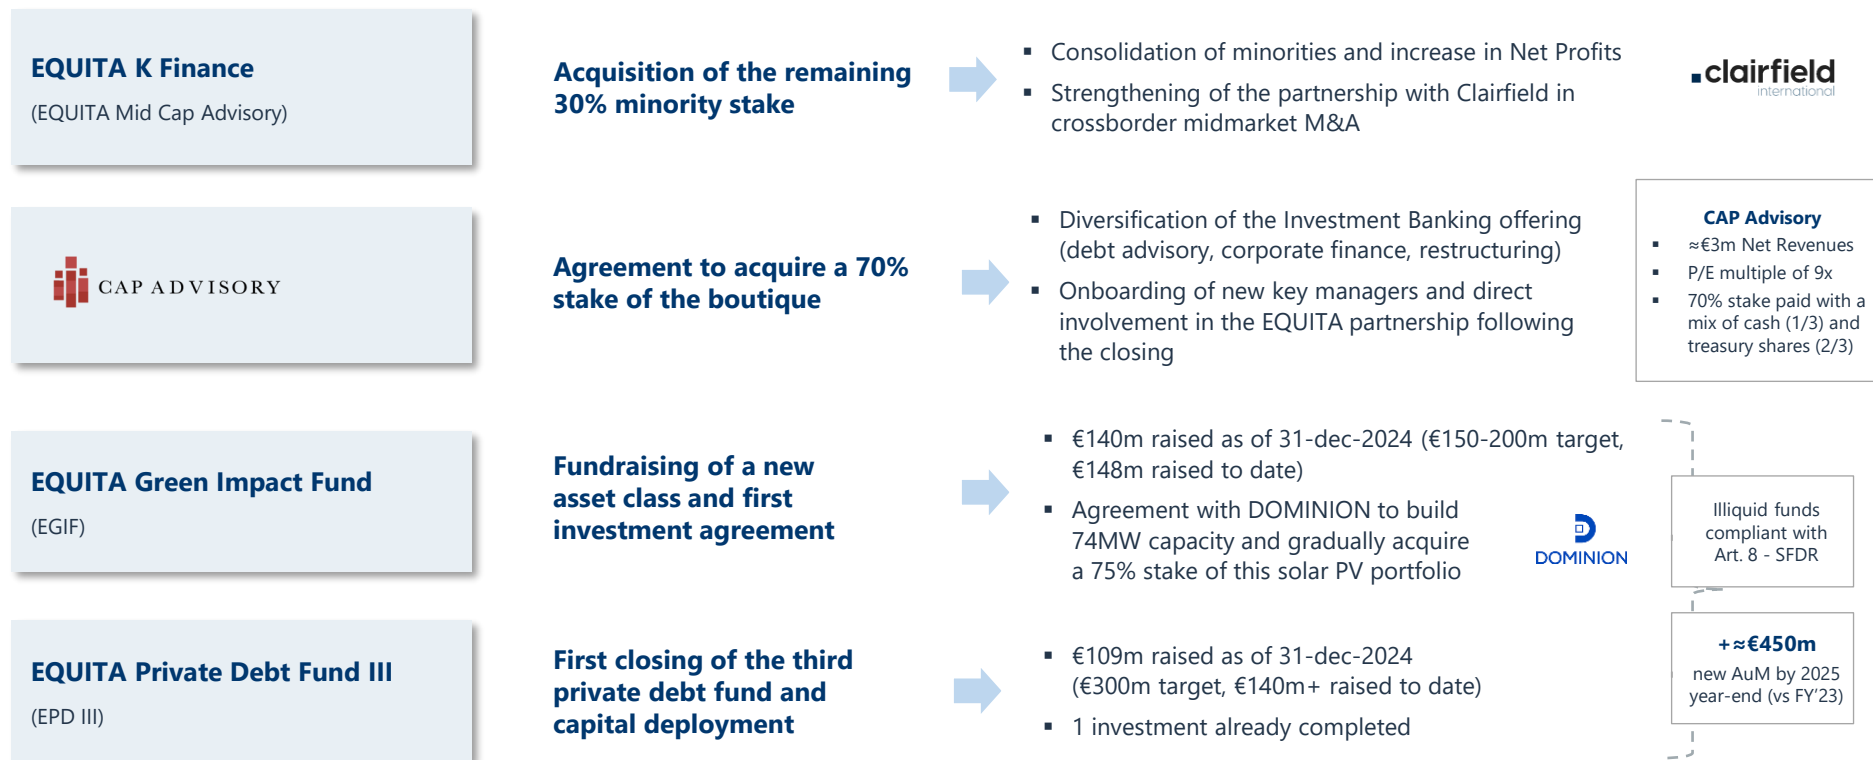 EQUITA K Finance
(EQUITA Mid Cap Advisory)
Acquisition of the remaining
30% minority stake
▪ Consolidation of minorities and increase in Net Profits
▪ Strengthening of the partnership with Clairfield in
crossborder midmarket M&A
clairfield
international
CAP ADVISORY
Agreement to acquire a 70%
stake of the boutique
▪ Diversification of the Investment Banking offering
(debt advisory, corporate finance, restructuring)
▪ Onboarding of new key managers and direct
involvement in the EQUITA partnership following
the closing
CAP Advisory
▪ ≈€3m Net Revenues
▪ P/E multiple of 9x
▪ 70% stake paid with a
mix of cash (1/3) and
treasury shares (2/3)
EQUITA Green Impact Fund
(EGIF)
Fundraising of a new
asset class and first
investment agreement
▪ €140m raised as of 31-dec-2024 (€150-200m target,
€148m raised to date)
▪ Agreement with DOMINION to build
74MW capacity and gradually acquire
a 75% stake of this solar PV portfolio
DOMINION
Illiquid funds
compliant with
Art. 8 - SFDR
EQUITA Private Debt Fund III
(EPD III)
First closing of the third
private debt fund and
capital deployment
▪ €109m raised as of 31-dec-2024
(€300m target, €140m+ raised to date)
▪ 1 investment already completed
+≈€450m
new AuM by 2025
year-end (vs FY'23)